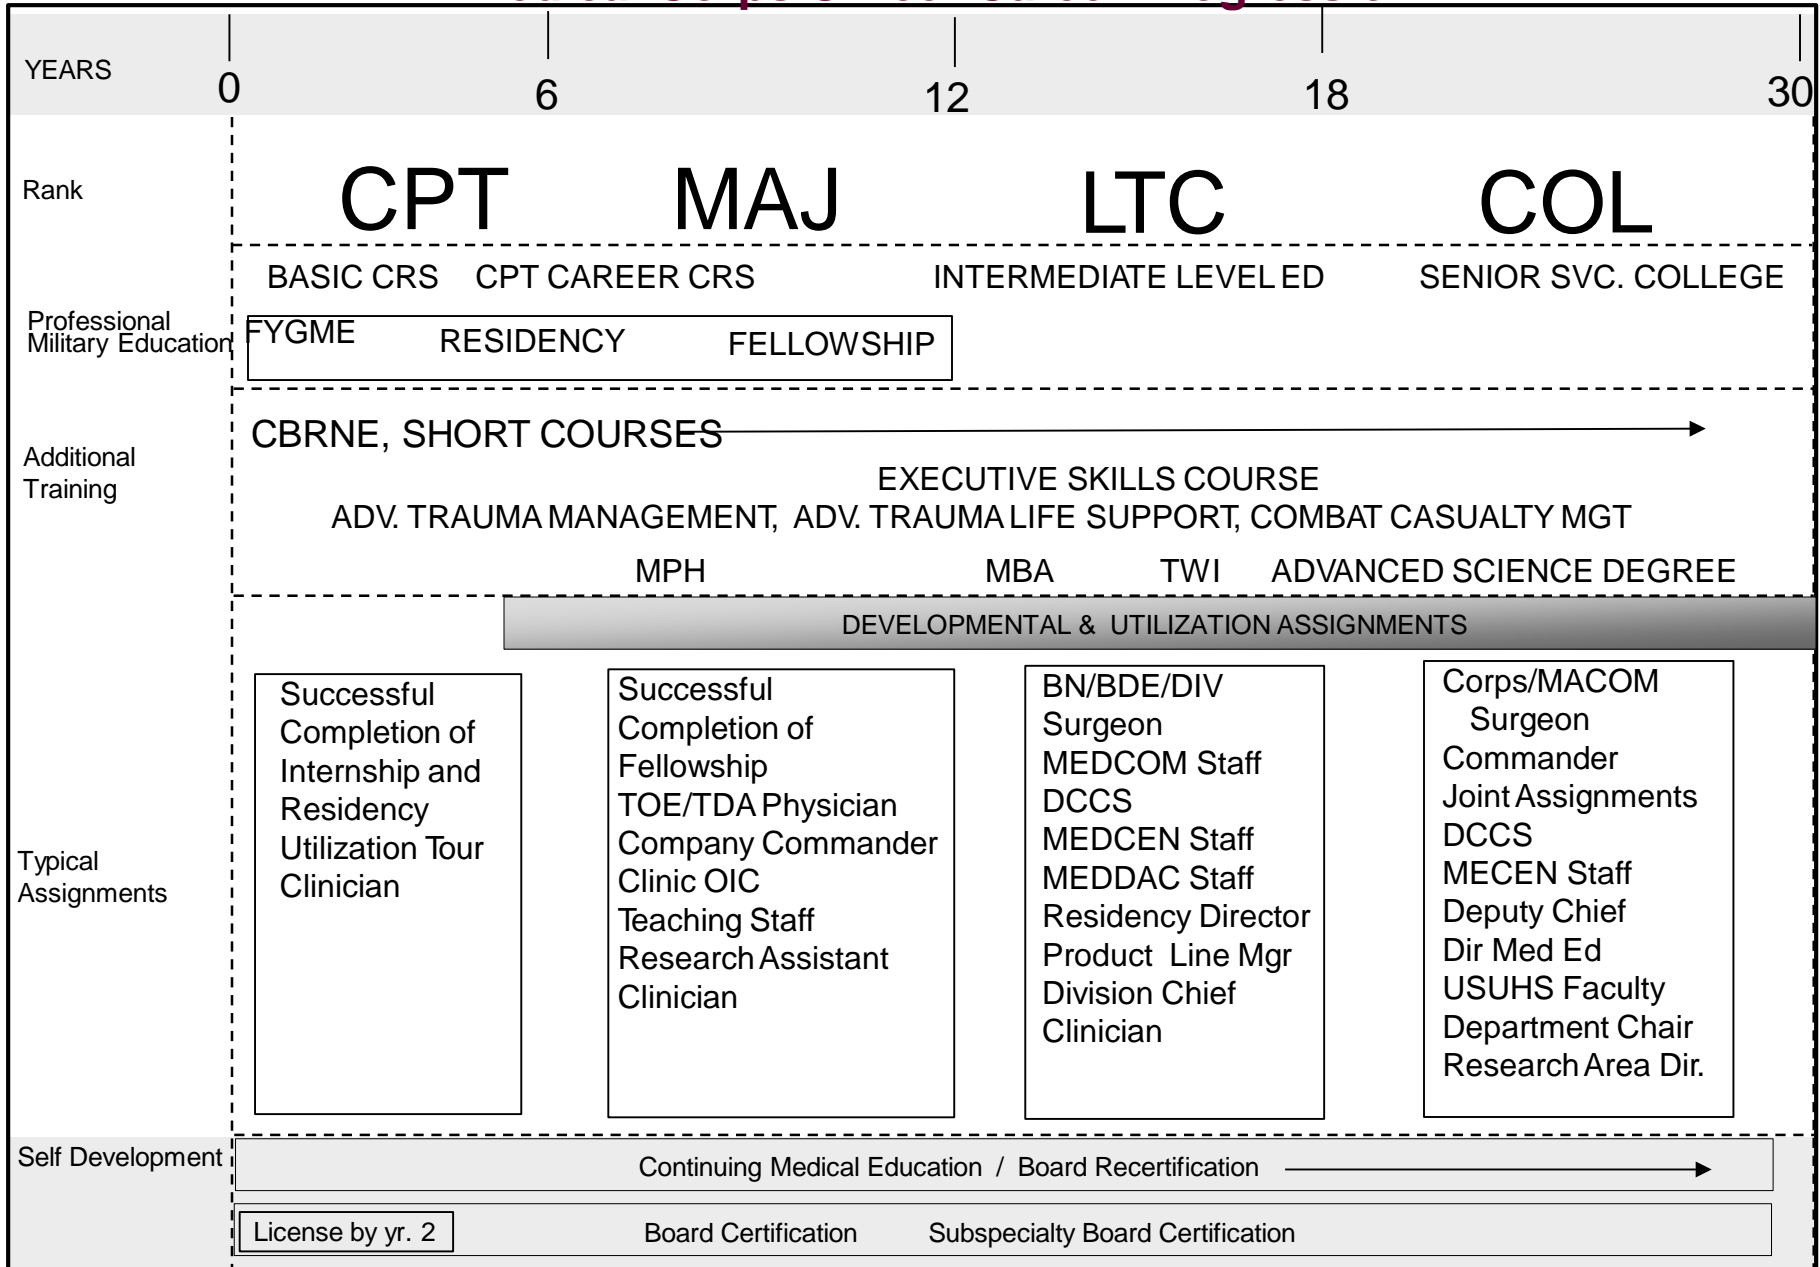 YEARS
0 6 12 18 30
Rank
CPT MAJ LTC COL
BASIC CRS CPT CAREER CRS INTERMEDIATE LEVEL ED SENIOR SVC. COLLEGE
Professional
Military Education
FYGME RESIDENCY FELLOWSHIP
Additional
Training
CBRNE, SHORT COURSES
EXECUTIVE SKILLS COURSE
ADV. TRAUMA MANAGEMENT, ADV. TRAUMA LIFE SUPPORT, COMBAT CASUALTY MGT
MPH MBA TWI ADVANCED SCIENCE DEGREE
DEVELOPMENTAL & UTILIZATION ASSIGNMENTS
Typical
Assignments
Successful
Completion of
Internship and
Residency
Utilization Tour
Clinician
Successful
Completion of
Fellowship
TOE/TDA Physician
Company Commander
Clinic OIC
Teaching Staff
Research Assistant
Clinician
BN/BDE/DIV
Surgeon
MEDCOM Staff
DCCS
MEDCEN Staff
MEDDAC Staff
Residency Director
Product Line Mgr
Division Chief
Clinician
Corps/MACOM
Surgeon
Commander
Joint Assignments
DCCS
MECEN Staff
Deputy Chief
Dir Med Ed
USUHS Faculty
Department Chair
Research Area Dir.
Self Development
Continuing Medical Education / Board Recertification
License by yr. 2 Board Certification Subspecialty Board Certification